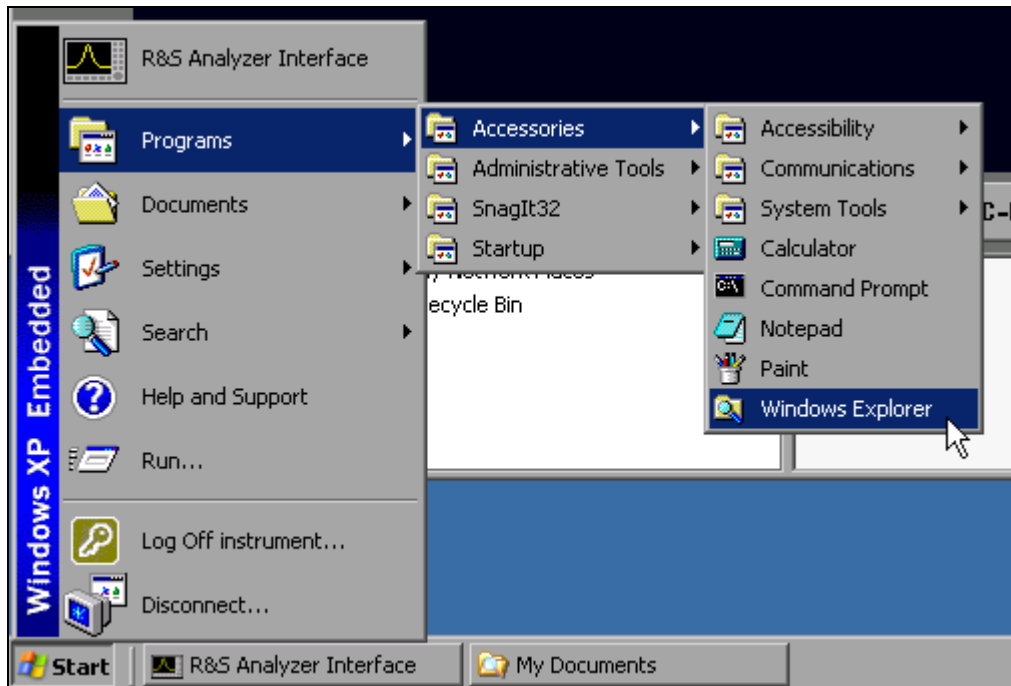 R&S Analyzer Interface
Programs
Documents
Settings
Search
Help and Support
Run...
Log Off instrument...
Disconnect...
Windows XP Embedded
Accessories
Administrative Tools
SnagIt32
Startup
Accessibility
Communications
System Tools
Calculator
Command Prompt
Notepad
Paint
Windows Explorer
ecycle Bin
Start
R&S Analyzer Interface
My Documents